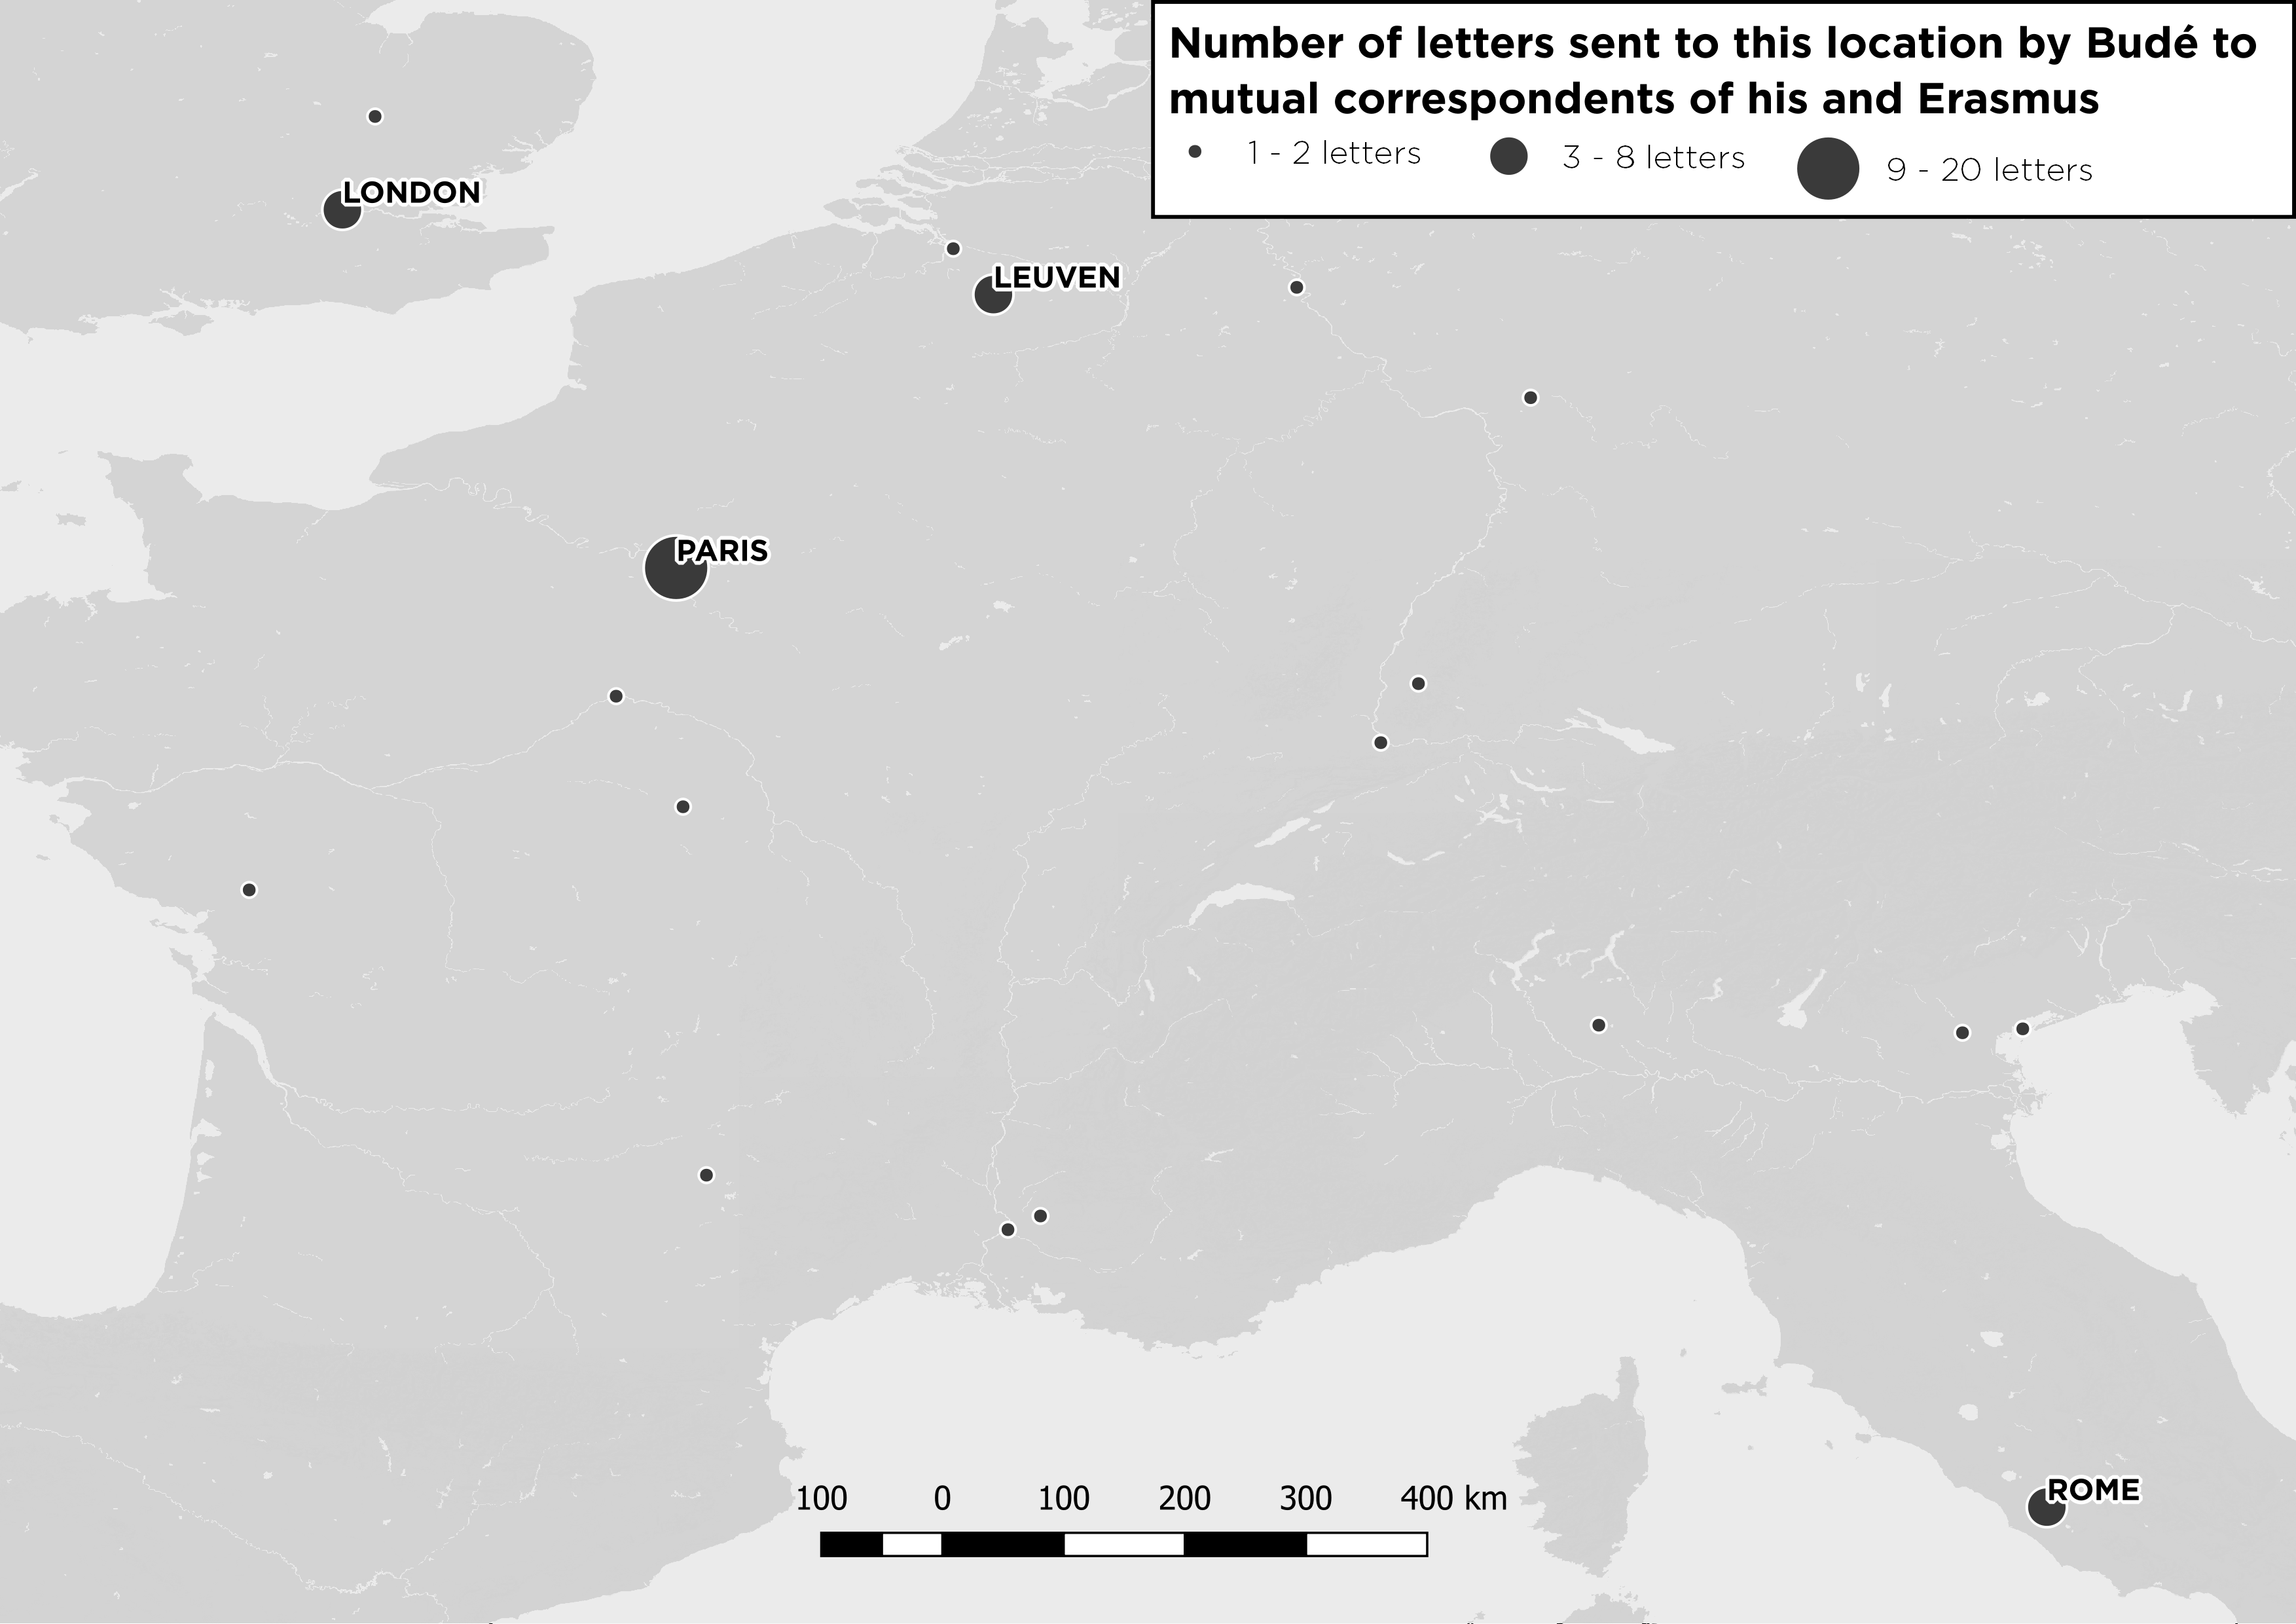 Number of letters sent to this location by Budé to
mutual correspondents of his and Erasmus
1 - 2 letters 3 - 8 letters 9 - 20 letters
LONDON
LEUVEN
PARIS
ROME
100 0 100 200 300 400 km